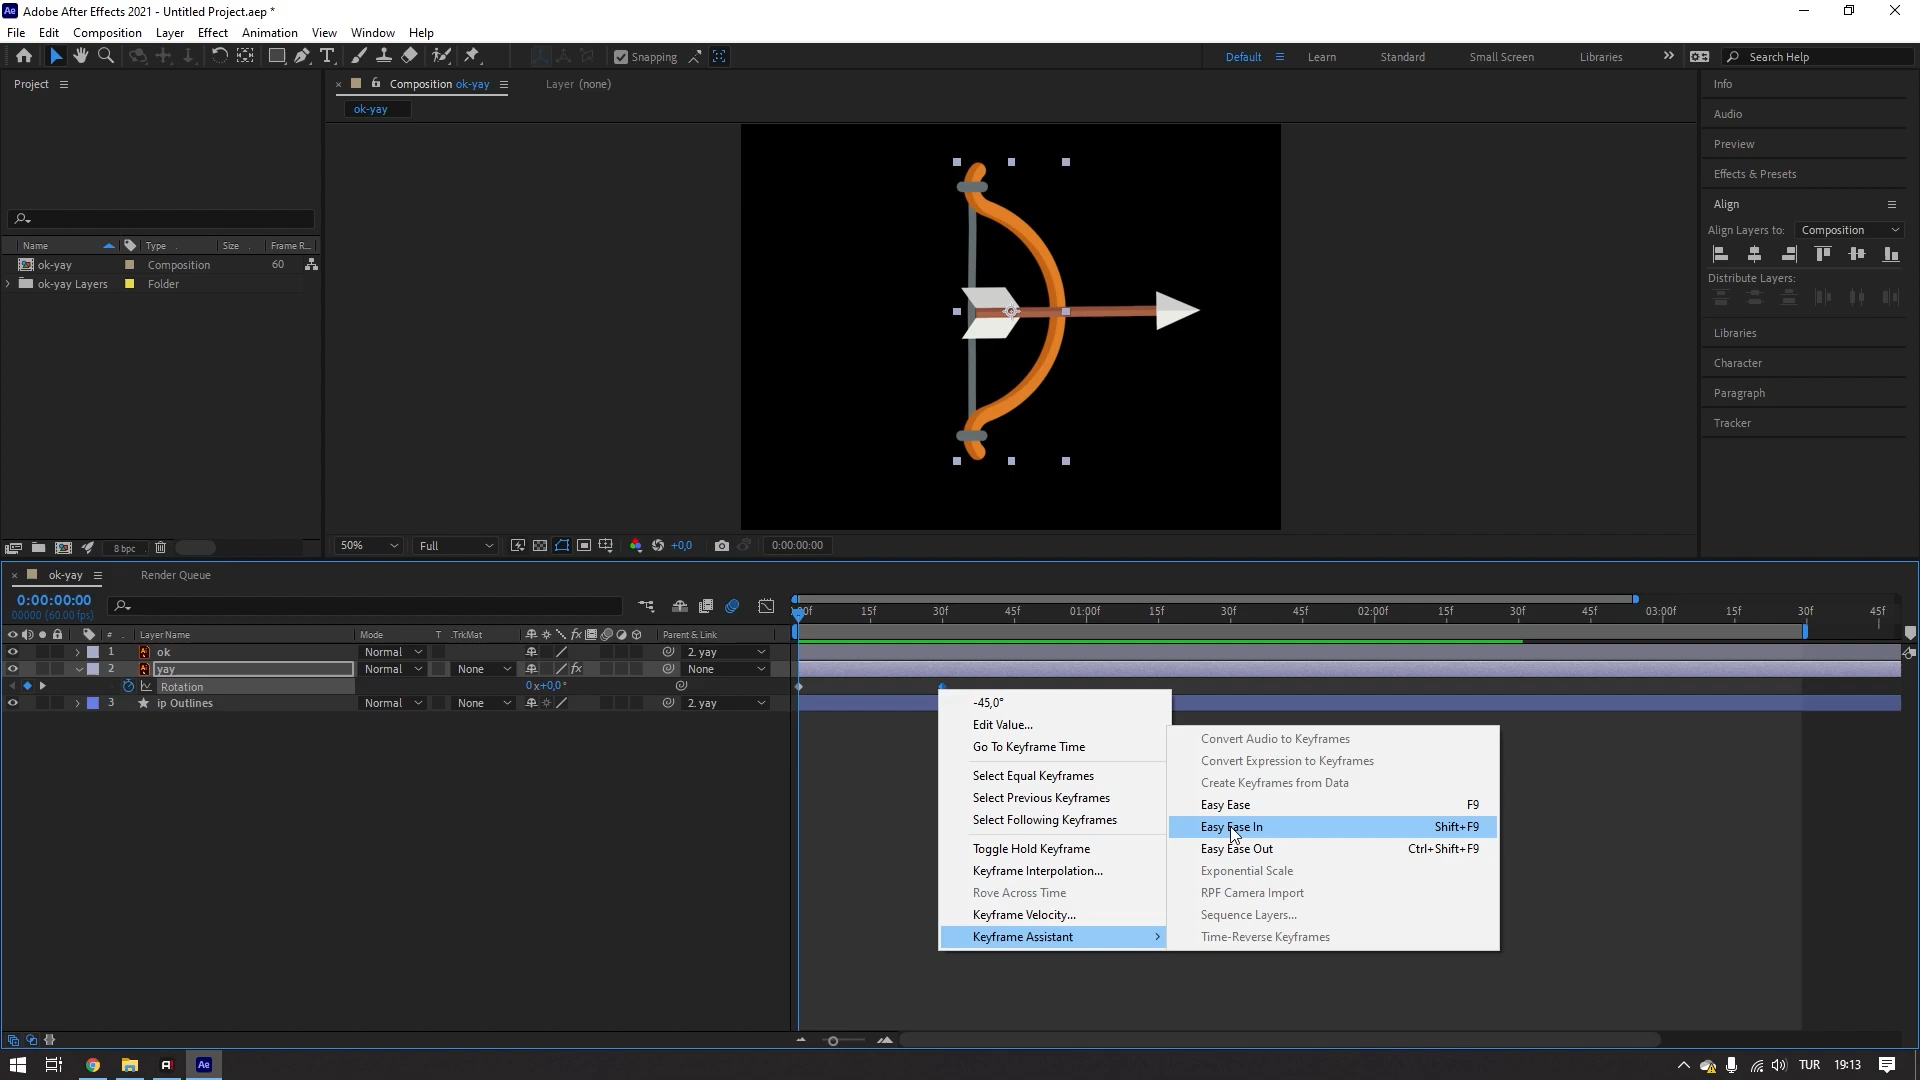 Adobe After Effects 2021 - Untitled Project.aep *
File Edit Composition Layer Effect Animation View Window Help
Snapping
Default Learn Standard Small Screen Libraries
Search Help
Project
Composition ok-yay
Layer (none)
ok-yay
Name Type Size Frame R...
ok-yay Composition 60
ok-yay Layers Folder
8 bpc
50% Full +0,0 0:00:00:00
Info
Audio
Preview
Effects & Presets
Align
Align Layers to: Composition
Distribute Layers:
Libraries
Character
Paragraph
Tracker
ok-yay Render Queue
0:00:00:00
00000 (60.00 fps)
:00f 15f 30f 45f 01:00f 15f 30f 45f 02:00f 15f 30f 45f 03:00f 15f 30f 45f
# Layer Name Mode T .TrkMat Parent & Link
1 ok Normal 2. yay
2 yay Normal None None
Rotation 0x+0,0°
3 ip Outlines Normal None 2. yay
-45,0°
Edit Value...
Go To Keyframe Time
Select Equal Keyframes
Select Previous Keyframes
Select Following Keyframes
Toggle Hold Keyframe
Keyframe Interpolation...
Rove Across Time
Keyframe Velocity...
Keyframe Assistant
Convert Audio to Keyframes
Convert Expression to Keyframes
Create Keyframes from Data
Easy Ease F9
Easy Ease In Shift+F9
Easy Ease Out Ctrl+Shift+F9
Exponential Scale
RPF Camera Import
Sequence Layers...
Time-Reverse Keyframes
TUR 19:13